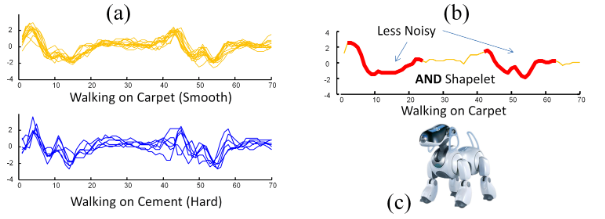 (a)
2
0
-2
-4
0 10 20 30 40 50 60 70
Walking on Carpet (Smooth)
2
0
-2
-4
0 10 20 30 40 50 60 70
Walking on Cement (Hard)
(b)
Less Noisy
4
2
0
-2
-4
0 10 20 30 40 50 60 70
AND Shapelet
Walking on Carpet
(c)